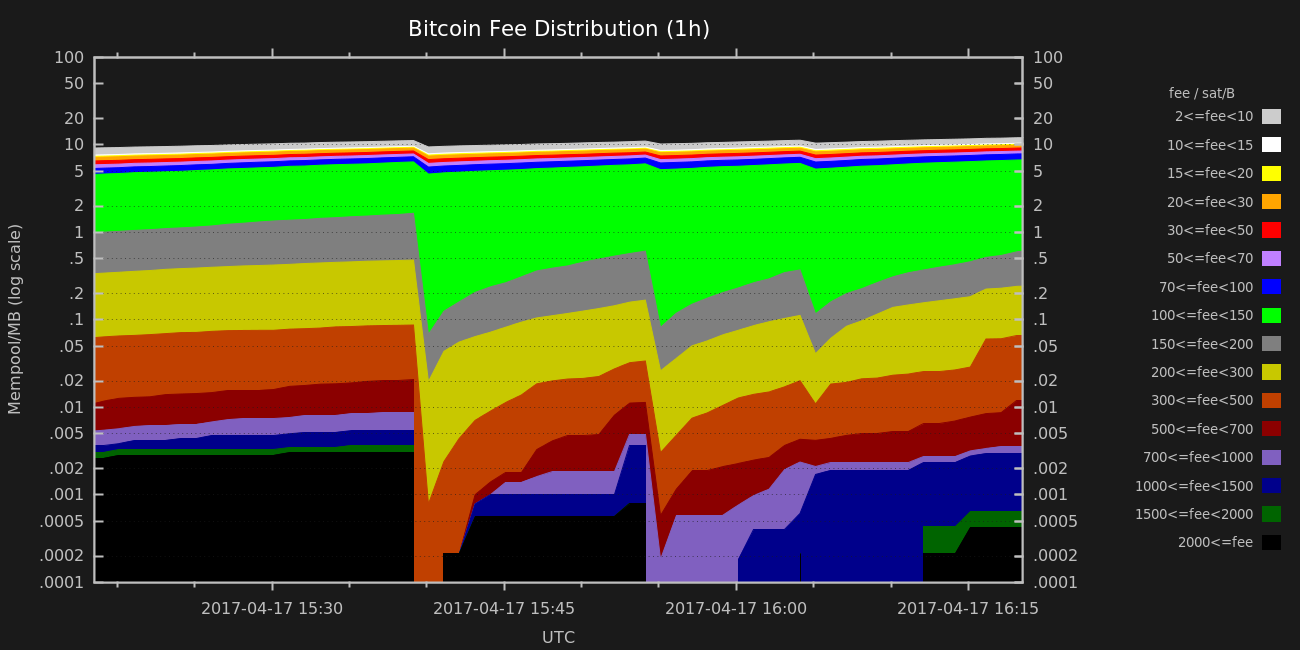 Bitcoin Fee Distribution (1h)
Mempool/MB (log scale)
100
50
20
10
5
2
1
.5
.2
.1
.05
.02
.01
.005
.002
.001
.0005
.0002
.0001
100
50
20
10
5
2
1
.5
.2
.1
.05
.02
.01
.005
.002
.001
.0005
.0002
.0001
2017-04-17 15:30
2017-04-17 15:45
2017-04-17 16:00
2017-04-17 16:15
UTC
fee / sat/B
2<=fee<10
10<=fee<15
15<=fee<20
20<=fee<30
30<=fee<50
50<=fee<70
70<=fee<100
100<=fee<150
150<=fee<200
200<=fee<300
300<=fee<500
500<=fee<700
700<=fee<1000
1000<=fee<1500
1500<=fee<2000
2000<=fee